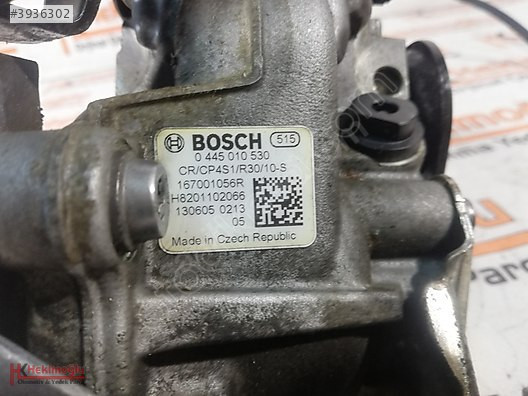 #3936302
BOSCH 515
0 445 010 530
CR/CP4S1/R30/10-S
167001056R
H8201102066
130605 0213
05
Made in Czech Republic
Hekimoğlu